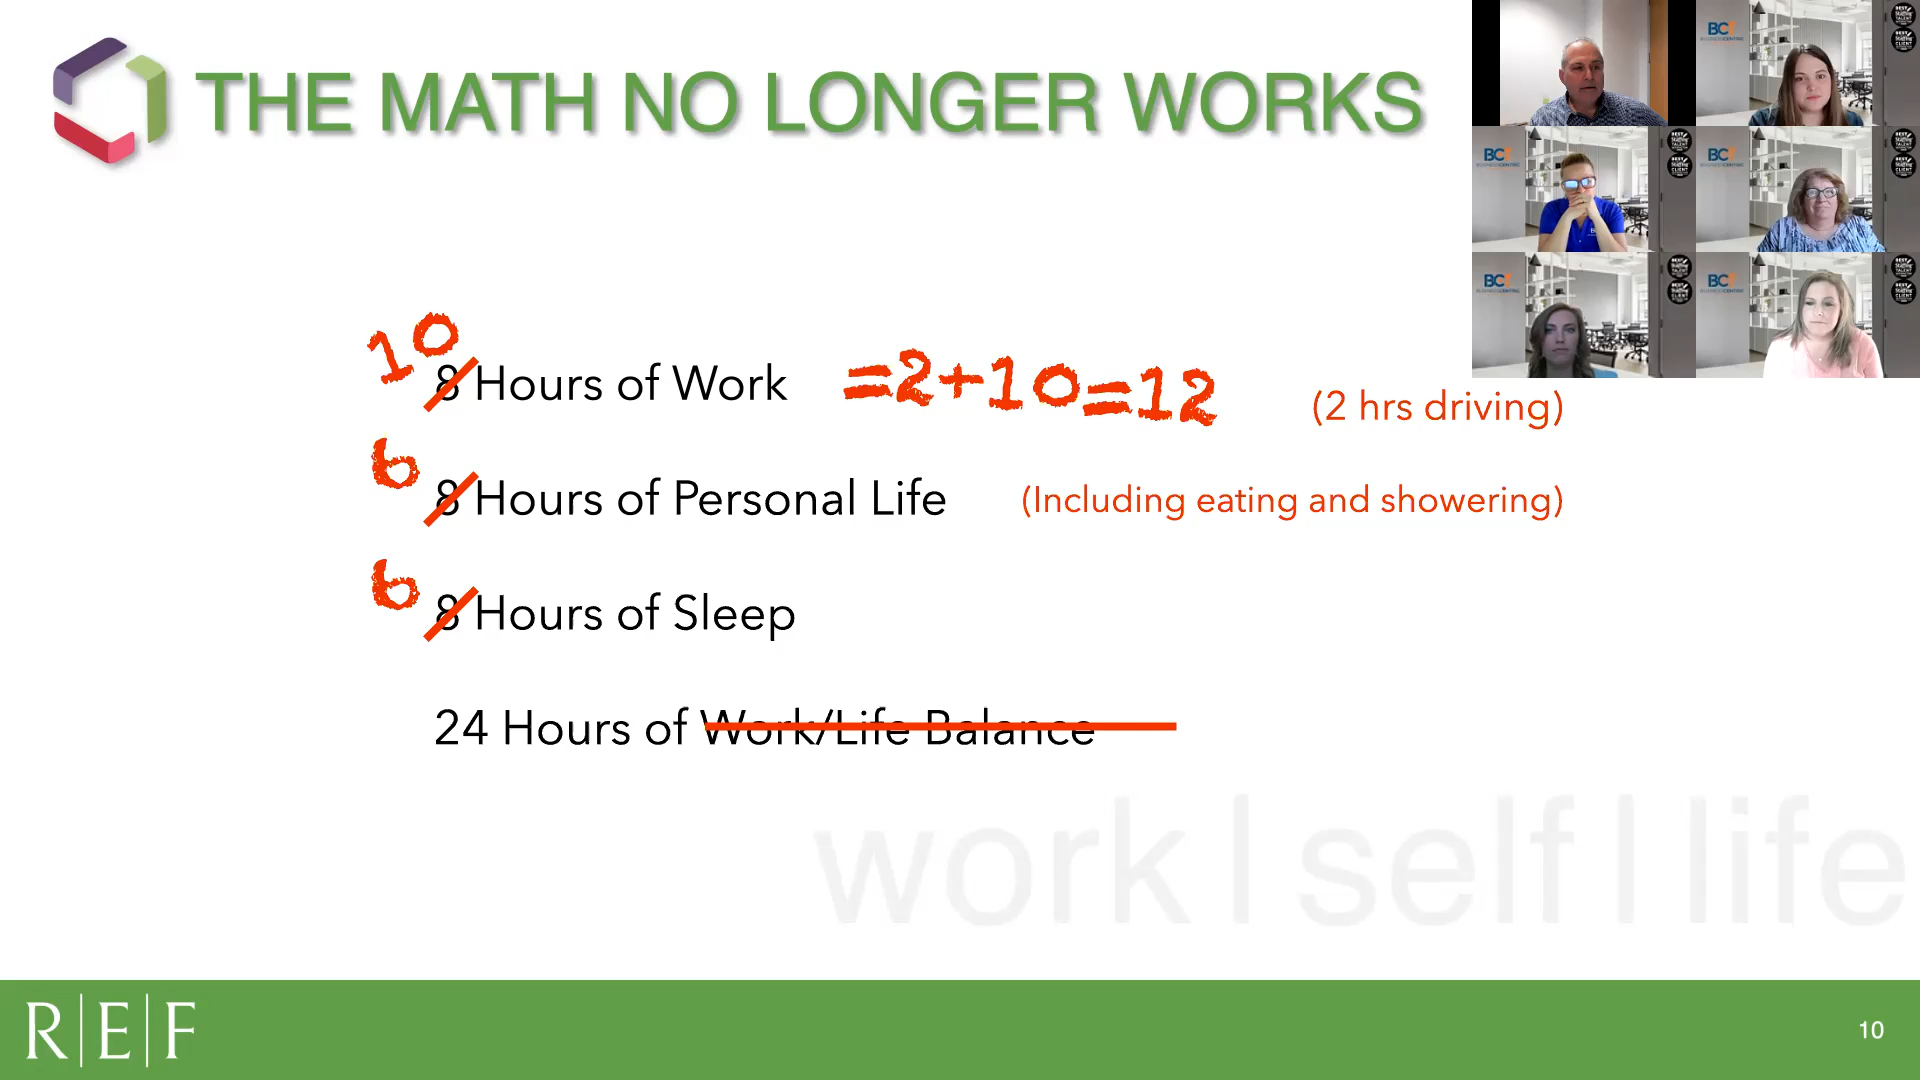 THE MATH NO LONGER WORKS
10
8 Hours of Work =2+10=12 (2 hrs driving)
6
8 Hours of Personal Life (Including eating and showering)
6
8 Hours of Sleep
24 Hours of Work/Life Balance
work|self|life
R|E|F
10